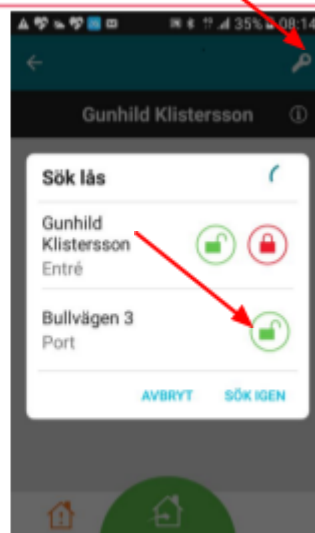 35% 08:14
Gunhild Klistersson
Sök lås
Gunhild
Klistersson
Entré
Bullvägen 3
Port
AVBRYT SÖK IGEN